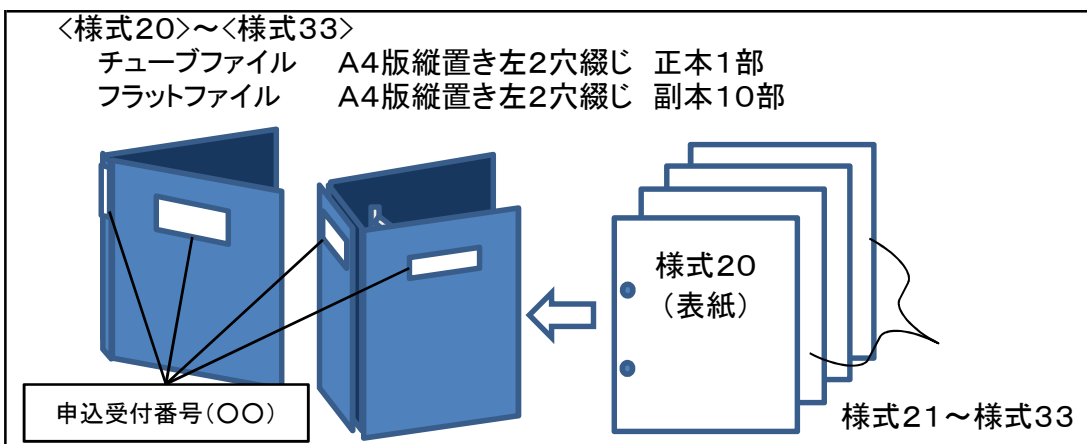 <様式20>～<様式33>
チューブファイル　A4版縦置き左2穴綴じ　正本1部
フラットファイル　A4版縦置き左2穴綴じ　副本10部
様式20
（表紙）
申込受付番号(○○)
様式21～様式33